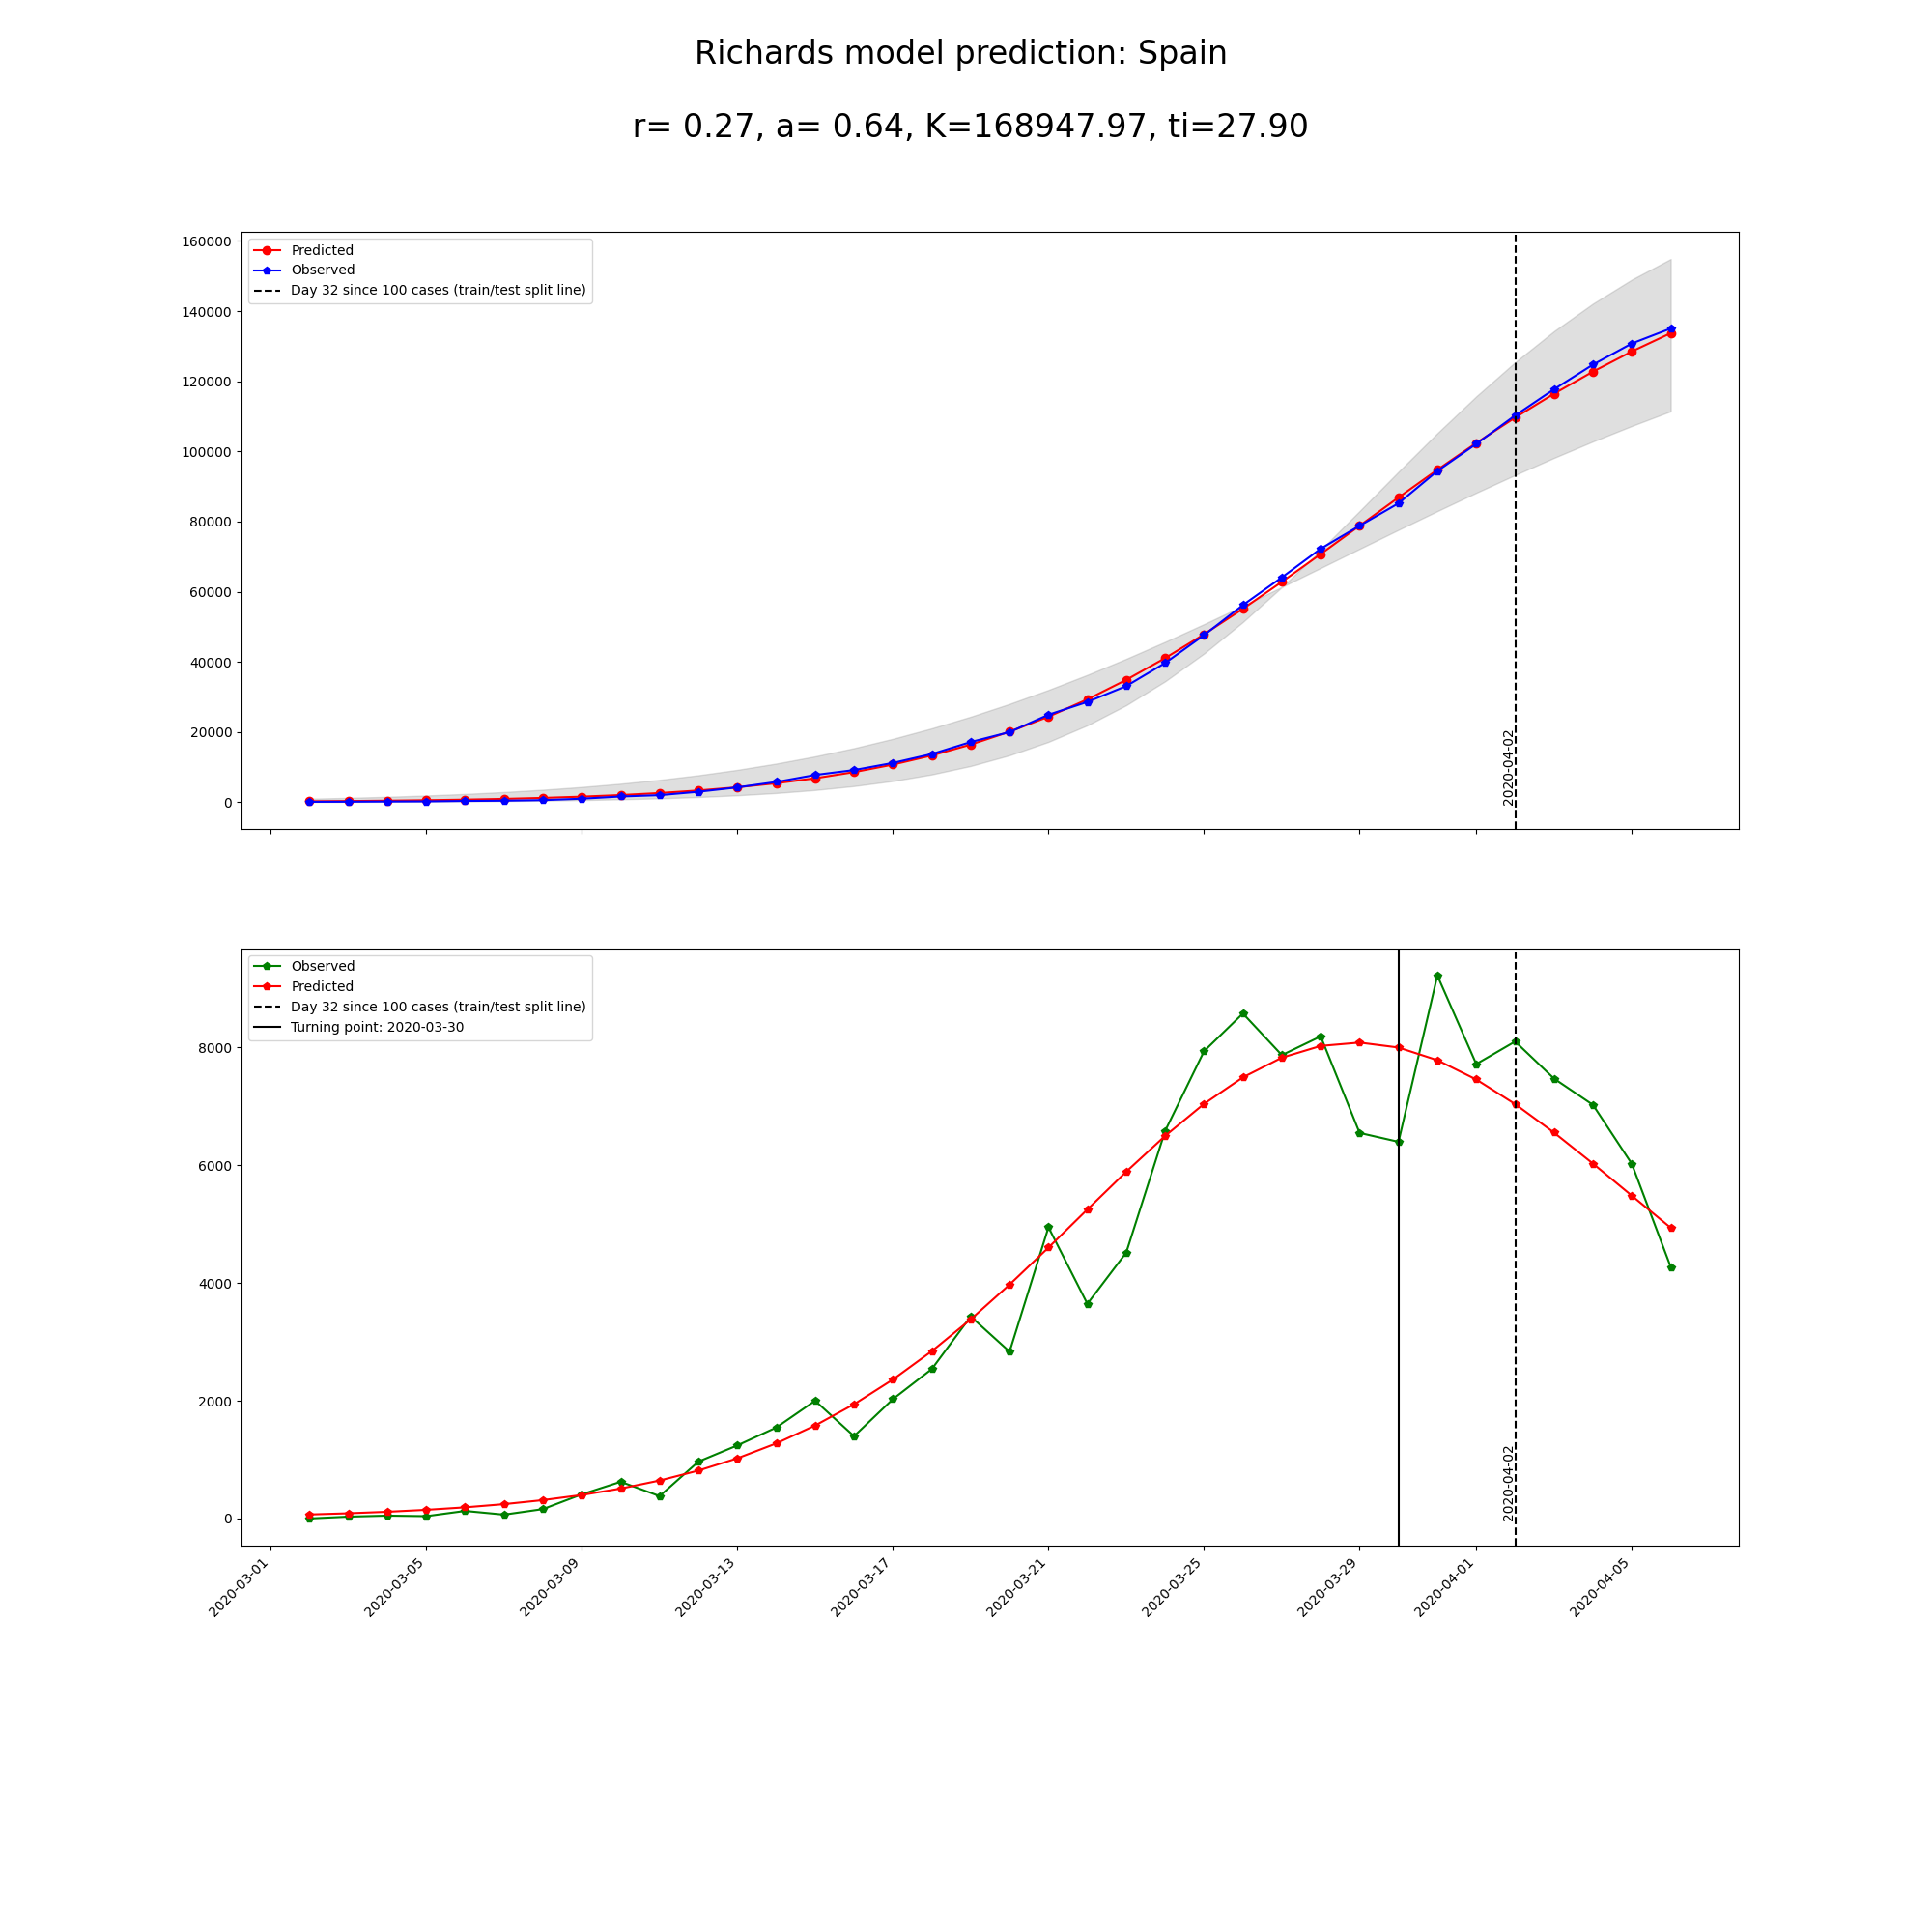 Richards model prediction: Spain
r= 0.27, a= 0.64, K=168947.97, ti=27.90
Predicted
Observed
Day 32 since 100 cases (train/test split line)
160000
140000
120000
100000
80000
60000
40000
20000
0
2020-04-02
Observed
Predicted
Day 32 since 100 cases (train/test split line)
Turning point: 2020-03-30
8000
6000
4000
2000
0
2020-04-02
2020-03-01
2020-03-05
2020-03-09
2020-03-13
2020-03-17
2020-03-21
2020-03-25
2020-03-29
2020-04-01
2020-04-05